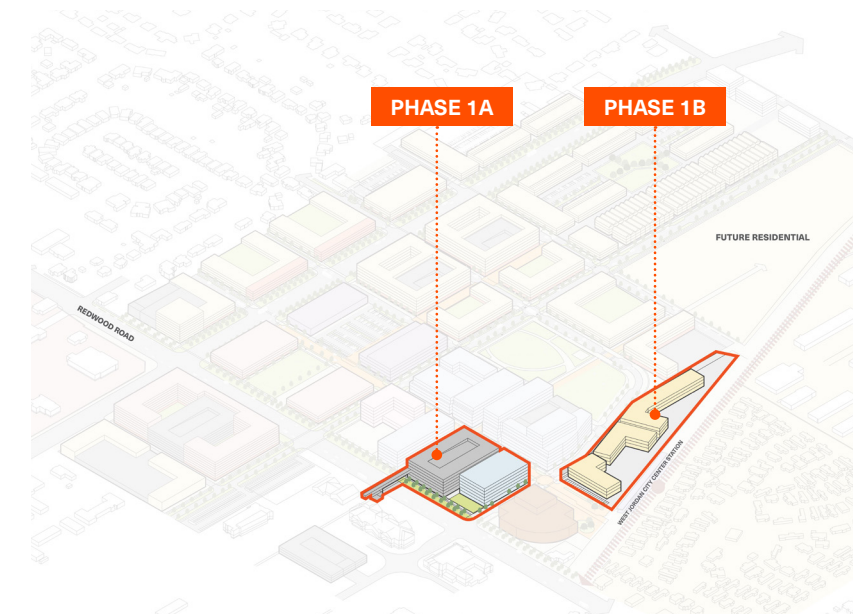 PHASE 1A
PHASE 1B
FUTURE RESIDENTIAL
REDWOOD ROAD
WEST JORDAN CITY CENTER STATION